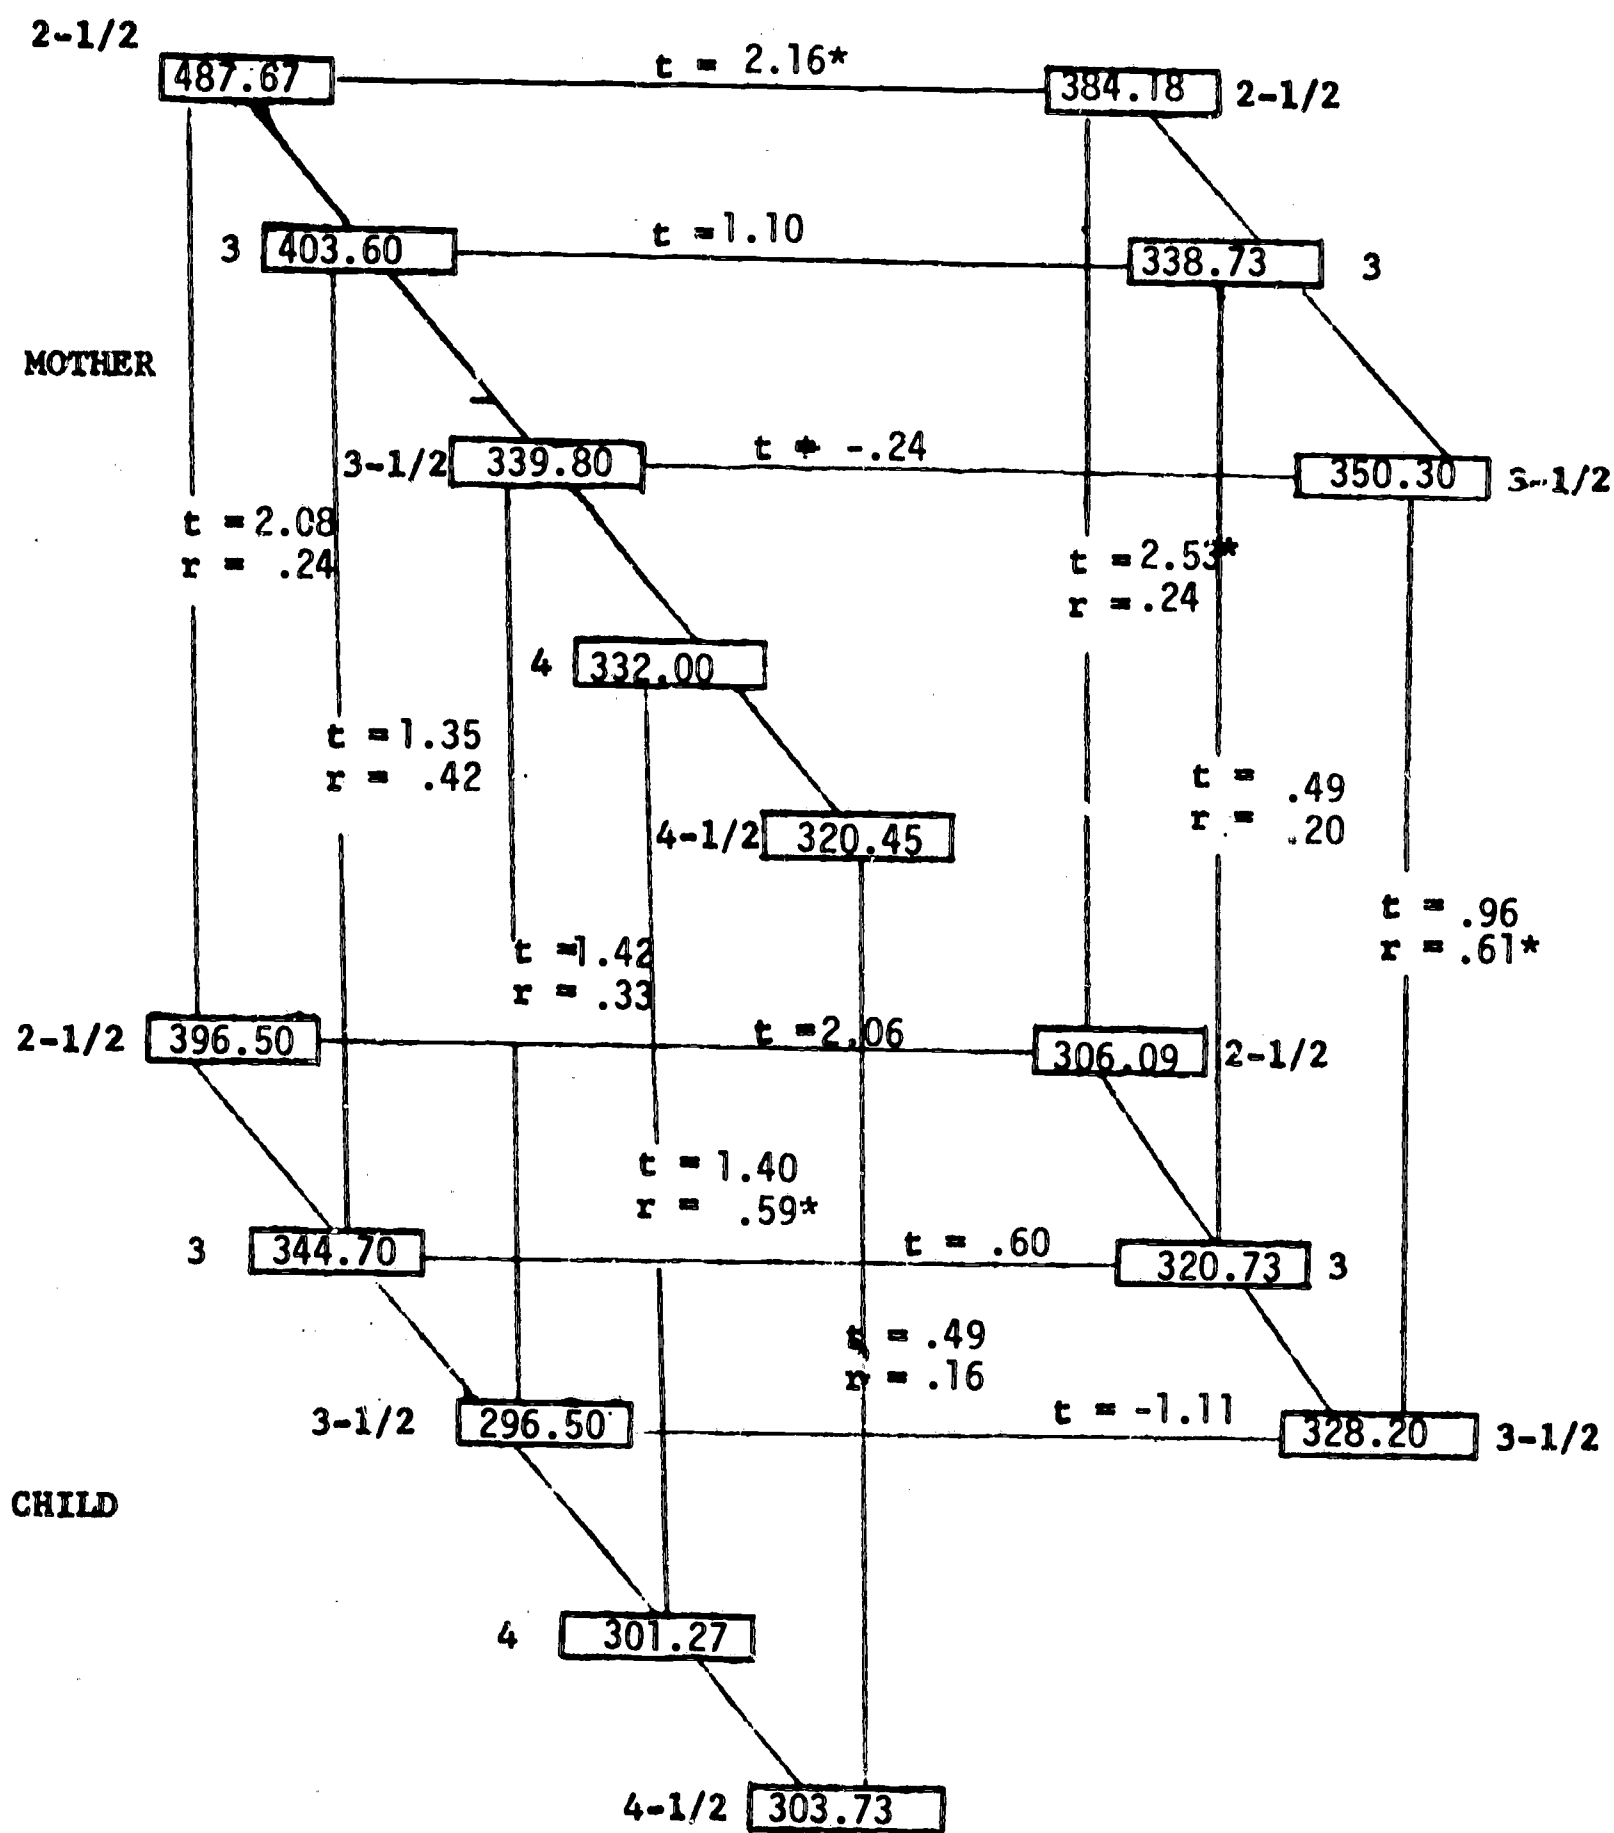 2-1/2
487.67
t = 2.16*
384.18
2-1/2
3
403.60
t =1.10
338.73
3
MOTHER
3-1/2
339.80
t = -.24
350.30
3-1/2
t =2.08
r = .24
t =2.53*
r =.24
4
332.00
t =1.35
r = .42
t = .49
r = .20
4-1/2
320.45
t = .96
r = .61*
t =1.42
r = .33
2-1/2
396.50
t =2.06
306.09
2-1/2
t = 1.40
r = .59*
3
344.70
t = .60
320.73
3
t = .49
r = .16
3-1/2
296.50
t = -1.11
328.20
3-1/2
CHILD
4
301.27
4-1/2
303.73